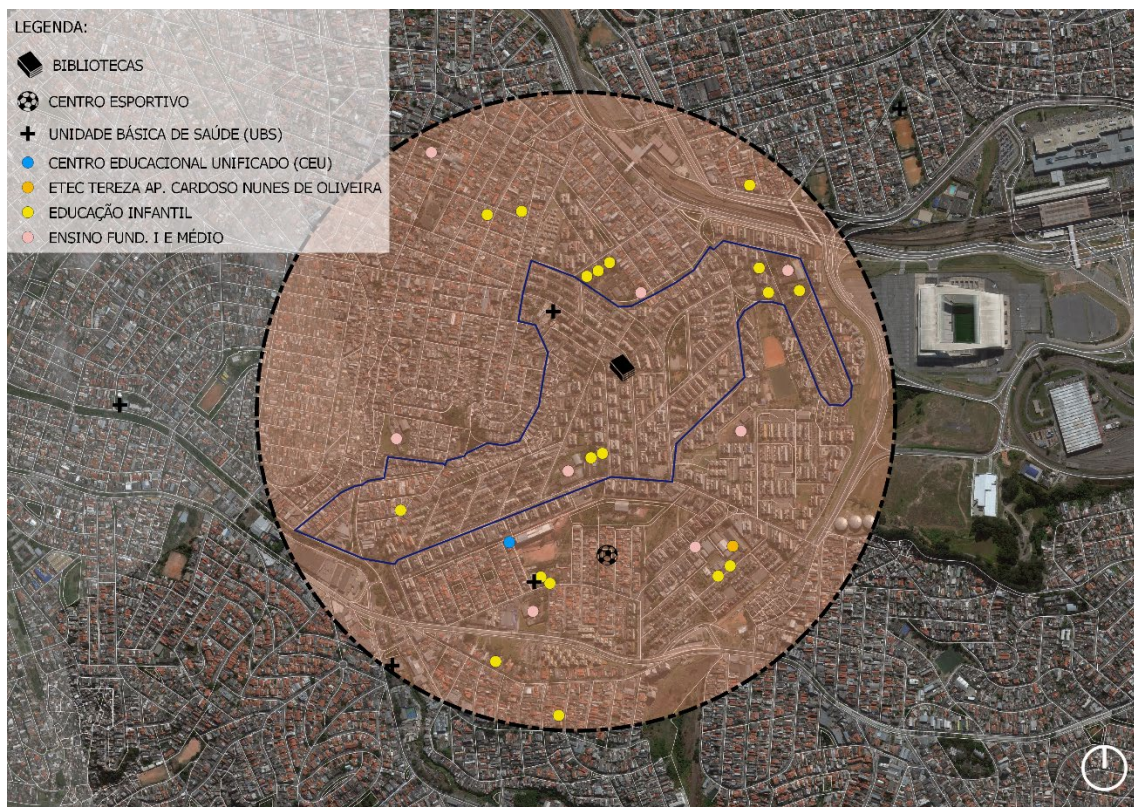 LEGENDA:
BIBLIOTECAS
CENTRO ESPORTIVO
UNIDADE BÁSICA DE SAÚDE (UBS)
CENTRO EDUCACIONAL UNIFICADO (CEU)
ETEC TEREZA AP. CARDOSO NUNES DE OLIVEIRA
EDUCAÇÃO INFANTIL
ENSINO FUND. I E MÉDIO